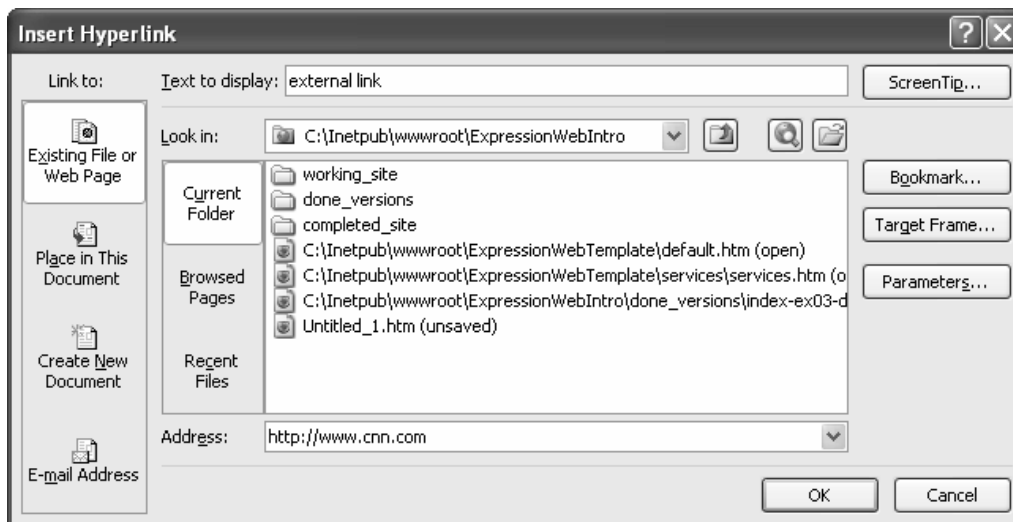 Insert Hyperlink
Link to:
Text to display: external link
ScreenTip...
Existing File or
Web Page
Look in: C:\Inetpub\wwwroot\ExpressionWebIntro
Current
Folder
working_site
done_versions
completed_site
C:\Inetpub\wwwroot\ExpressionWebTemplate\default.htm (open)
C:\Inetpub\wwwroot\ExpressionWebTemplate\services\services.htm (o
C:\Inetpub\wwwroot\ExpressionWebIntro\done_versions\index-ex03-d
Untitled_1.htm (unsaved)
Bookmark...
Target Frame...
Parameters...
Place in This
Document
Browsed
Pages
Create New
Document
Recent
Files
E-mail Address
Address: http://www.cnn.com
OK
Cancel